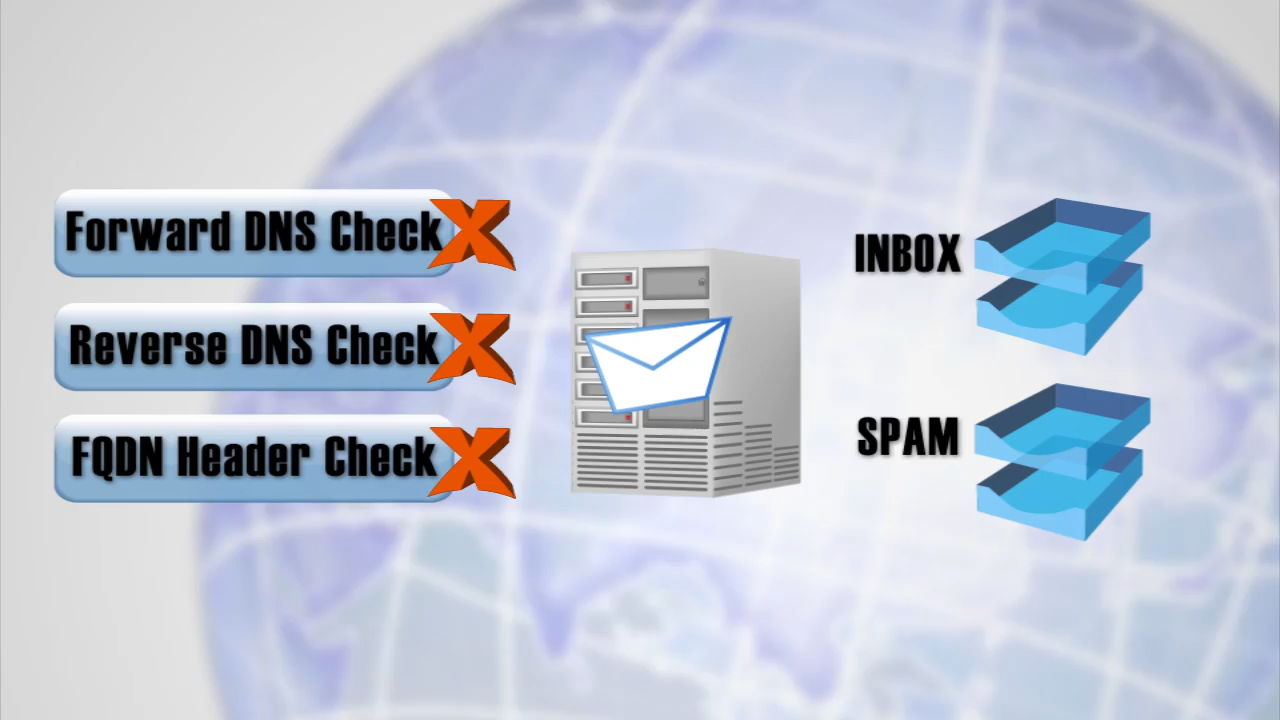 Forward DNS Check
Reverse DNS Check
FQDN Header Check
INBOX
SPAM